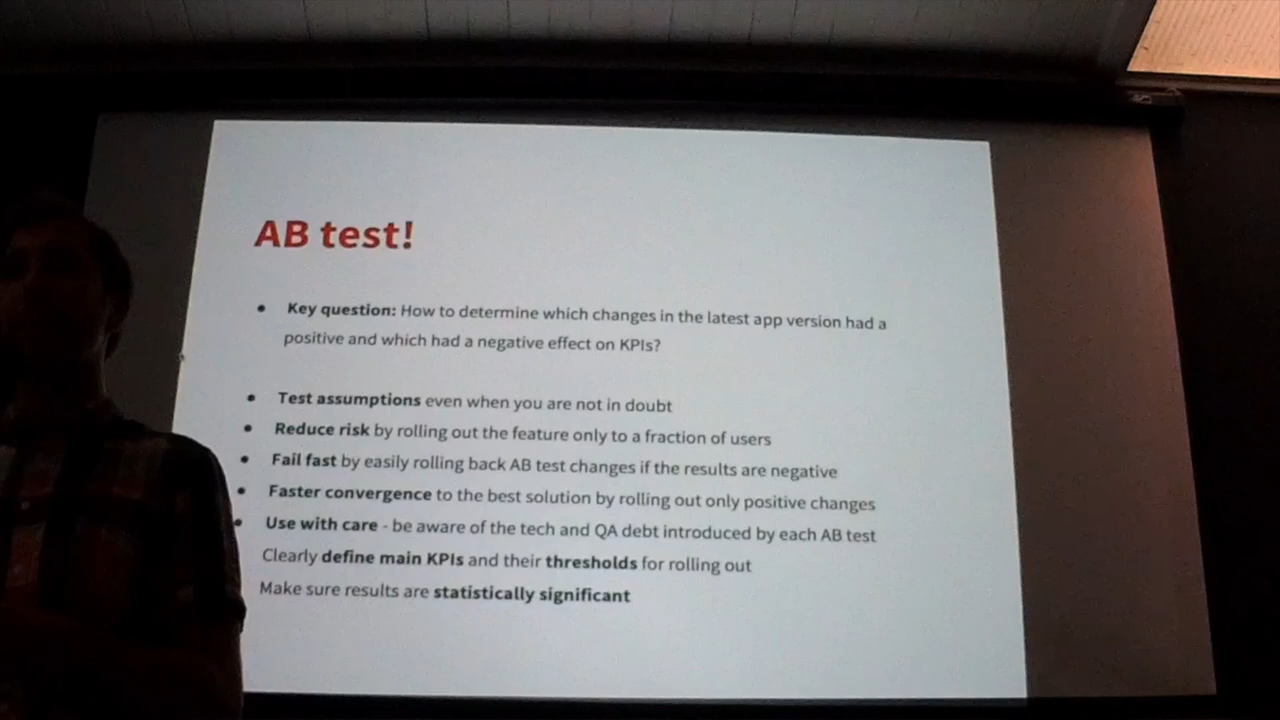 AB test!
• Key question: How to determine which changes in the latest app version had a
positive and which had a negative effect on KPIs?
• Test assumptions even when you are not in doubt
• Reduce risk by rolling out the feature only to a fraction of users
• Fail fast by easily rolling back AB test changes if the results are negative
• Faster convergence to the best solution by rolling out only positive changes
• Use with care - be aware of the tech and QA debt introduced by each AB test
Clearly define main KPIs and their thresholds for rolling out
Make sure results are statistically significant